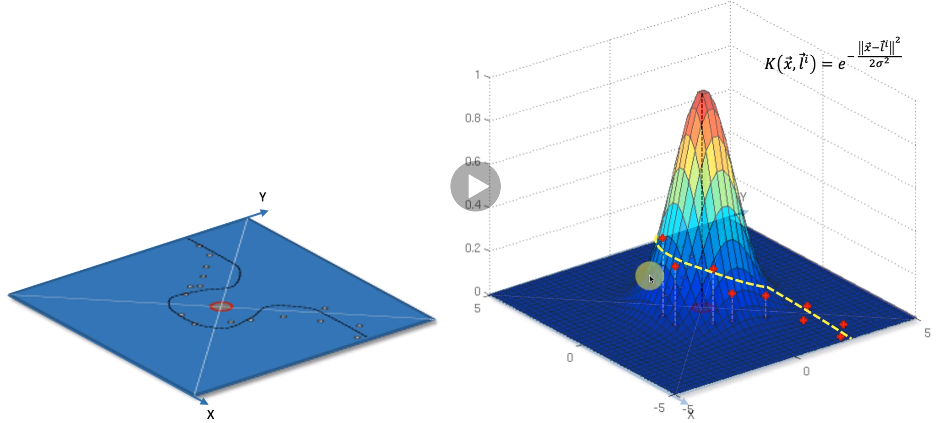 K(x⃗, l⃗ⁱ) = e^(-‖x⃗-l⃗ⁱ‖²/2σ²)
1
0.8
0.6
0.4
0.2
0
5
0
-5
-5
0
5
Y
X
Y
X